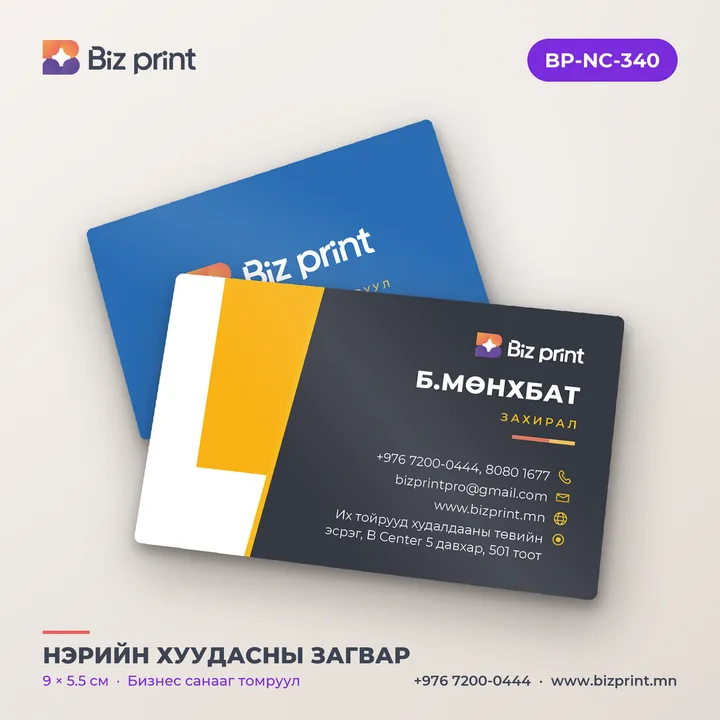 Biz print
BP-NC-340
Biz print
Biz print
Б.МӨНХБАТ
ЗАХИРАЛ
+976 7200-0444, 8080 1677
bizprintpro@gmail.com
www.bizprint.mn
Их тойрууд худалдааны төвийн
эсрэг, B Center 5 давхар, 501 тоот
НЭРИЙН ХУУДАСНЫ ЗАГВАР
9 × 5.5 см · Бизнес санааг томруул
+976 7200-0444 · www.bizprint.mn